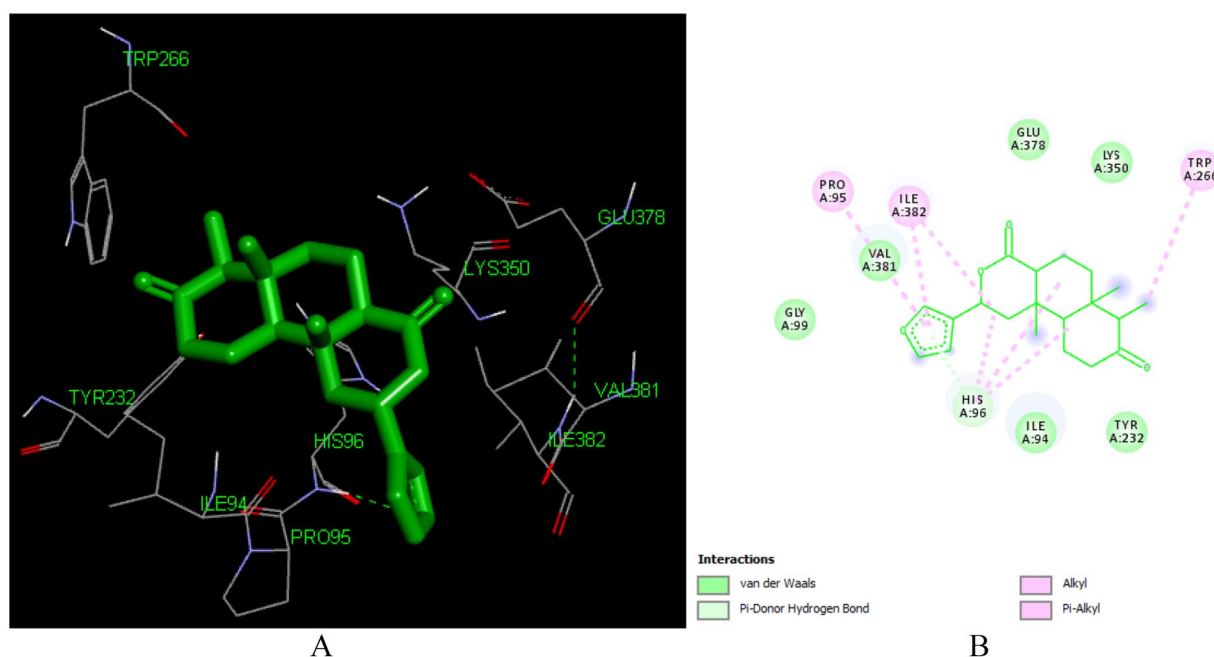 TRP266
GLU378
LYS350
TYR232
VAL381
HIS96
ILE382
ILE94
PRO95
A
GLU
A:378
LYS
A:350
TRP
A:266
PRO
A:95
ILE
A:382
VAL
A:381
O
O
GLY
A:99
O
O
HIS
A:96
ILE
A:94
TYR
A:232
Interactions
van der Waals
Pi-Donor Hydrogen Bond
Alkyl
Pi-Alkyl
B